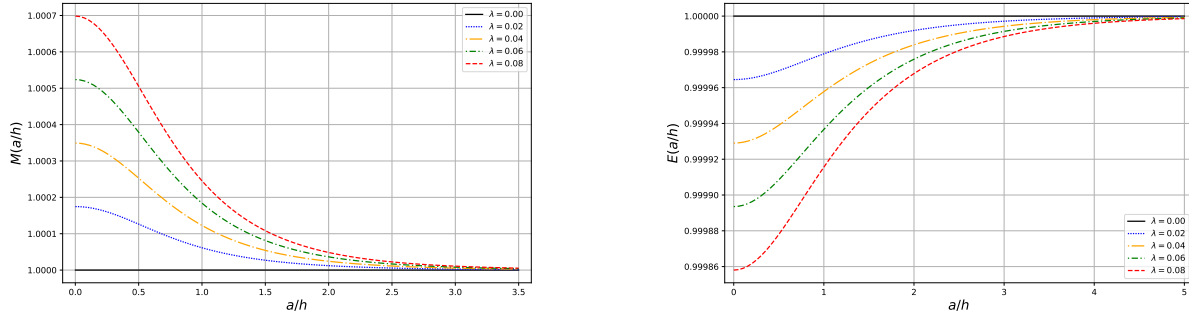 1.0007
1.0006
1.0005
1.0004
1.0003
1.0002
1.0001
1.0000
M(a/h)
0.0
0.5
1.0
1.5
2.0
2.5
3.0
3.5
a/h
λ = 0.00
λ = 0.02
λ = 0.04
λ = 0.06
λ = 0.08
1.00000
0.99998
0.99996
0.99994
0.99992
0.99990
0.99988
0.99986
E(a/h)
0
1
2
3
4
5
a/h
λ = 0.00
λ = 0.02
λ = 0.04
λ = 0.06
λ = 0.08